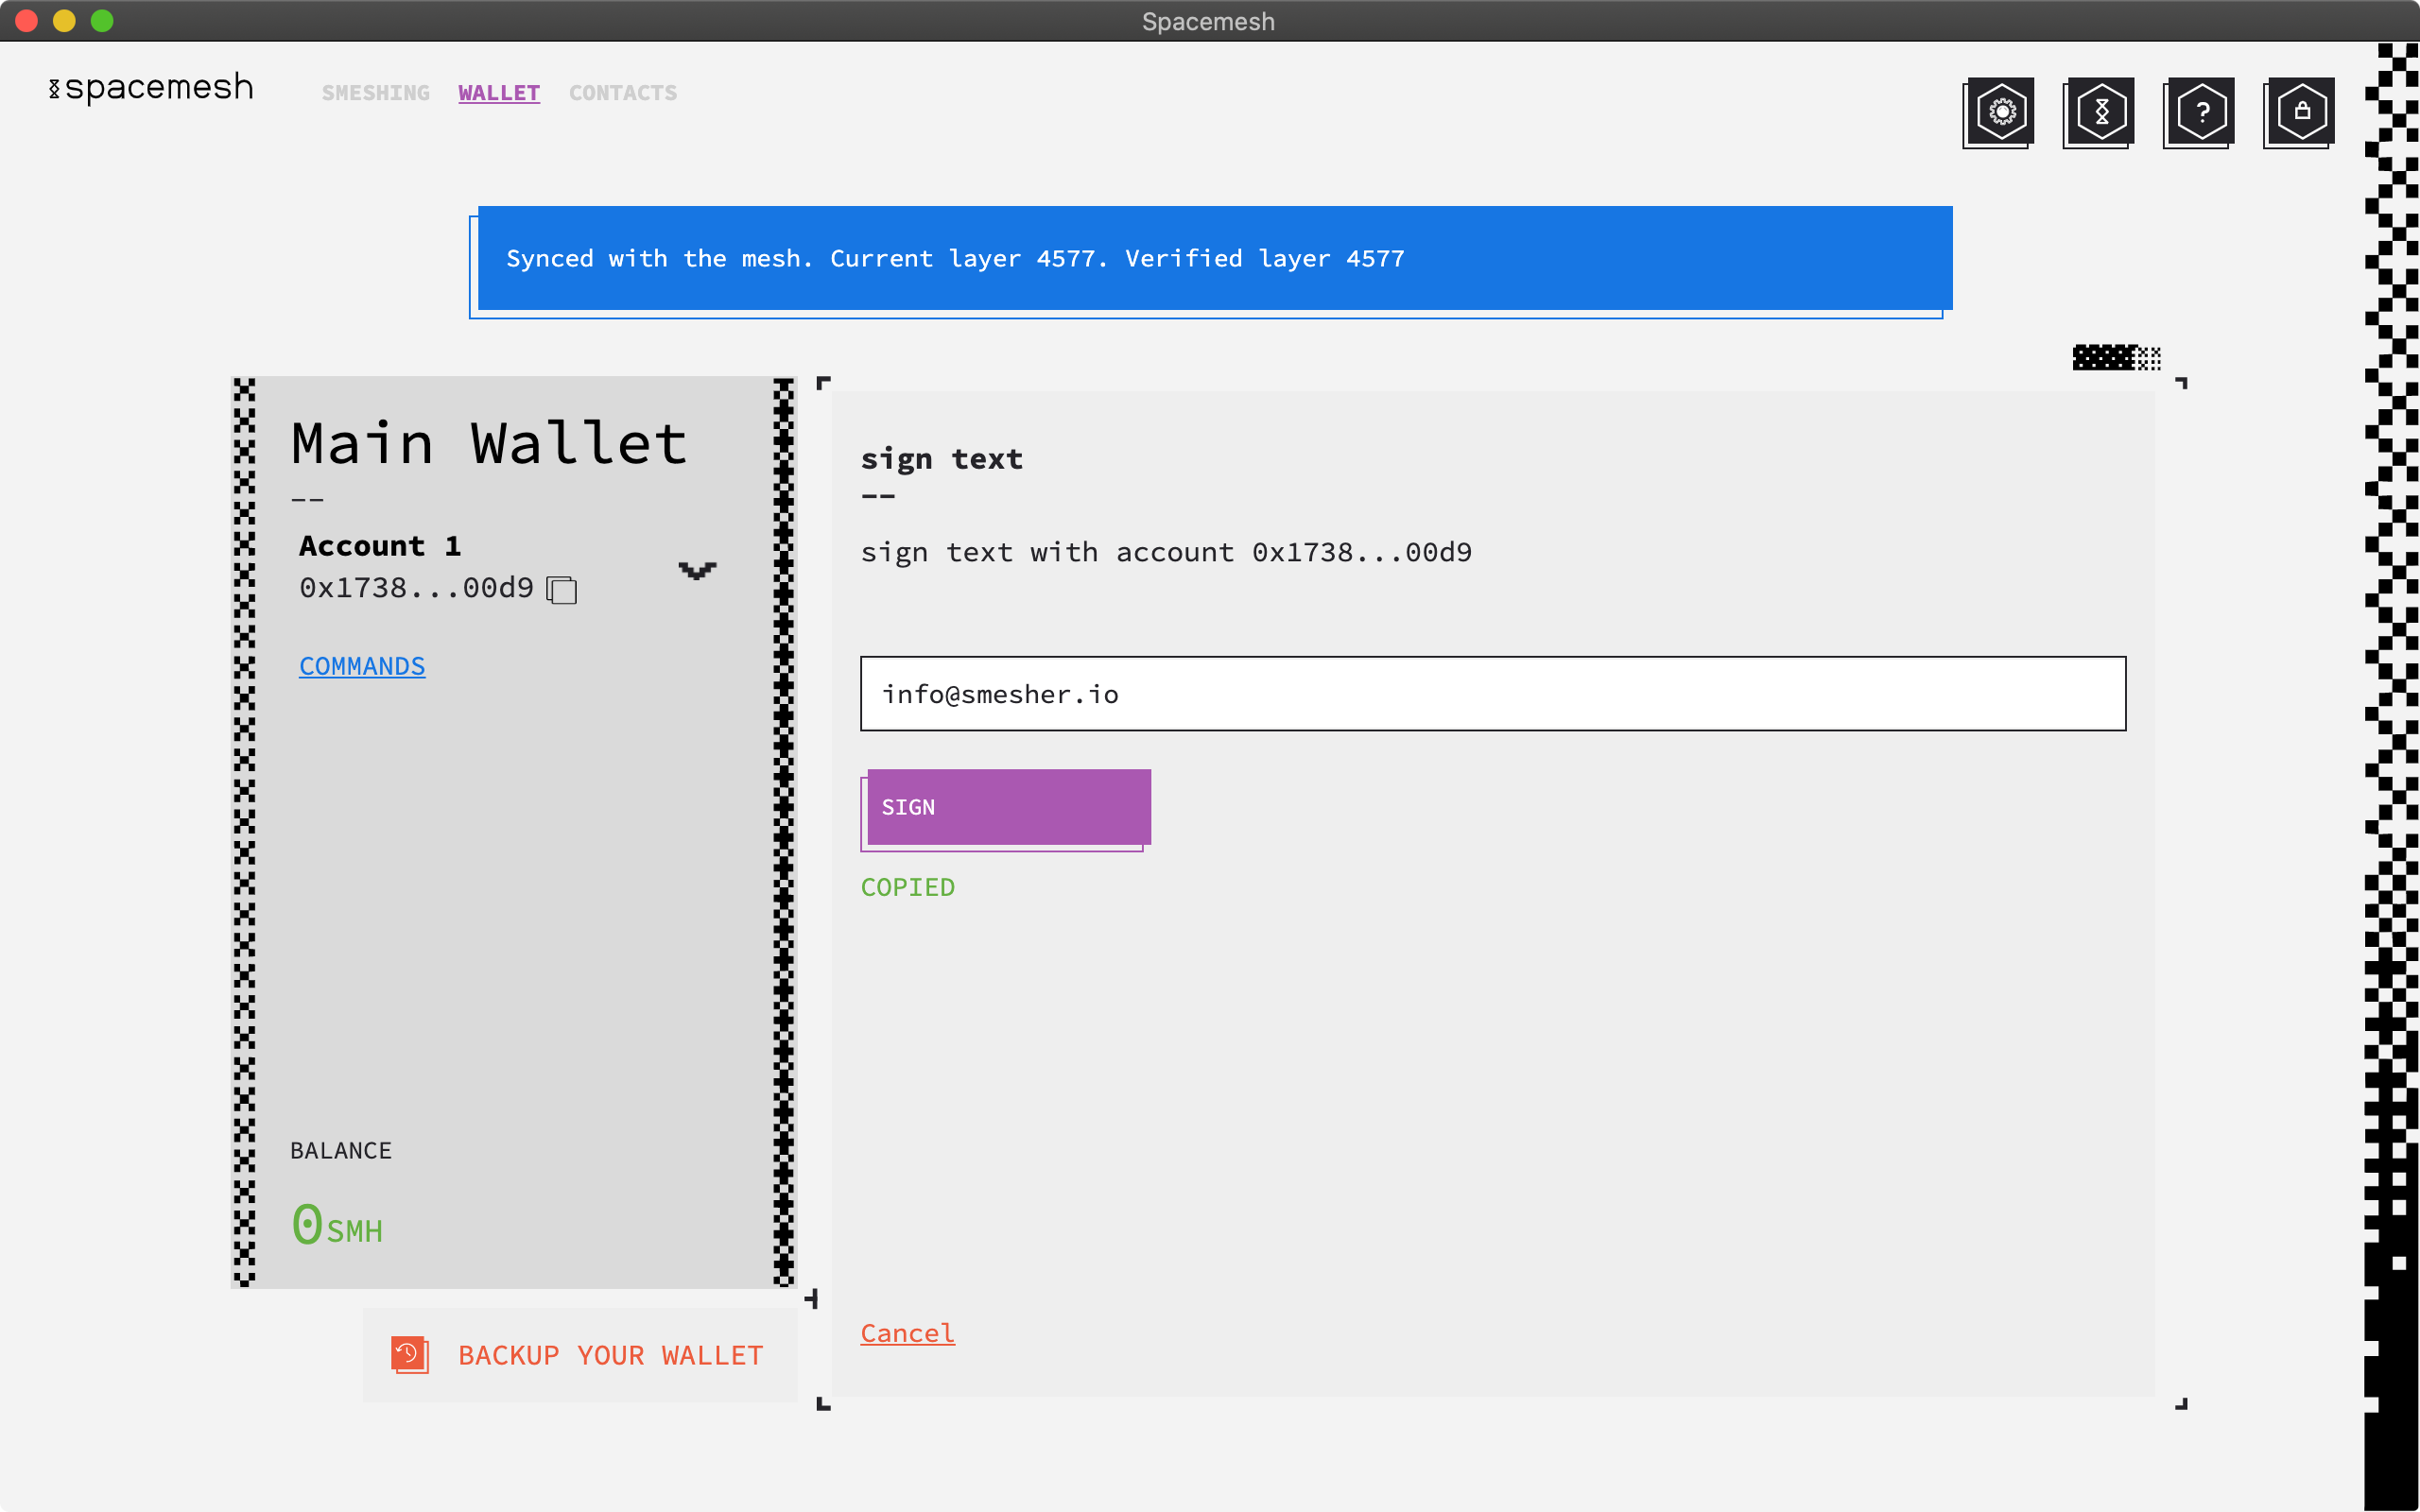 Spacemesh
spacemesh
SMESHING WALLET CONTACTS
?
Synced with the mesh. Current layer 4577. Verified layer 4577
Main Wallet
--
Account 1
0x1738...00d9
COMMANDS
BALANCE
0 SMH
BACKUP YOUR WALLET
sign text
--
sign text with account 0x1738...00d9
info@smesher.io
SIGN
COPIED
Cancel